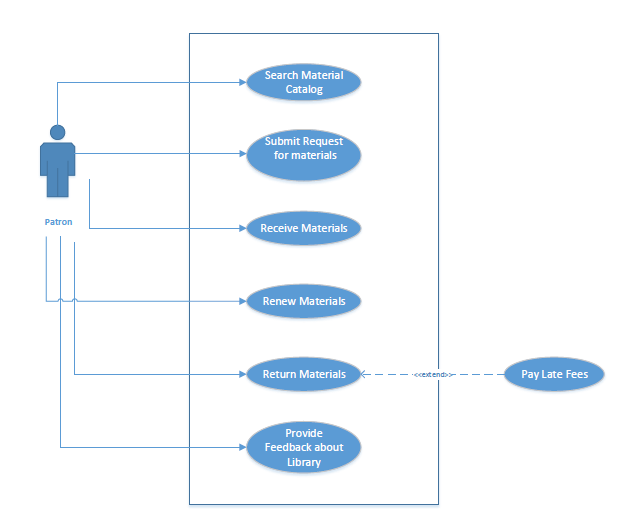 Search Material
Catalog
Submit Request
for materials
Patron
Receive Materials
Renew Materials
Return Materials
<<extend>>
Pay Late Fees
Provide
Feedback about
Library